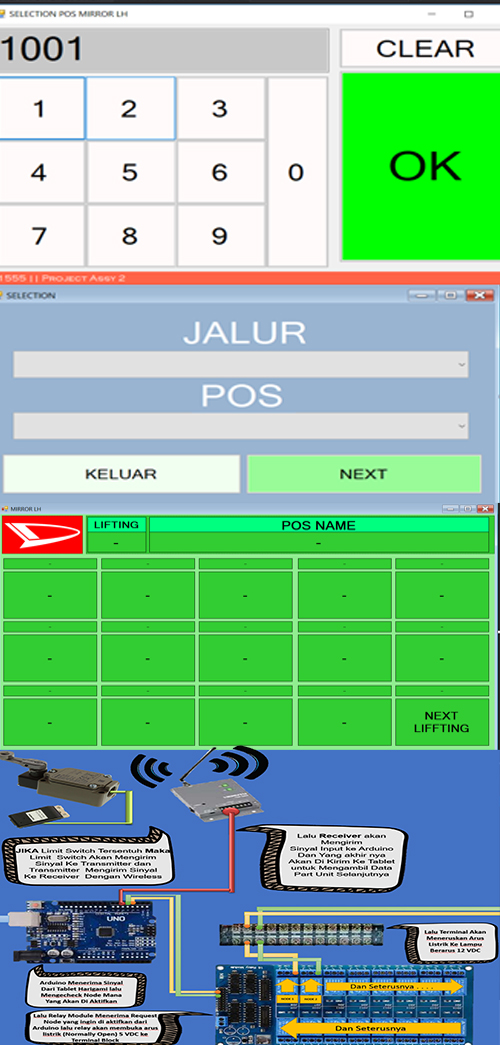 SELECTION POS MIRROR LH
1001
CLEAR
1 2 3
4 5 6 0
7 8 9
OK
1555 || PROJECT ASSY 2
SELECTION
JALUR
POS
KELUAR
NEXT
MIRROR LH
LIFTING
POS NAME
-
-
- - - - -
- - - - -
- - - - -
- - - - -
- - - - -
- - - -
NEXT
LIFFTING
JIKA Limit Switch Tersentuh Maka
Limit Switch Akan Mengirim
Sinyal Ke Transmitter dan
Transmitter Mengirim Sinyal
Ke Receiver Dengan Wireless
Lalu Receiver akan
Mengirim
Sinyal Input ke Arduino
Dan Yang akhir nya
Akan Di Kirim Ke Tablet
untuk Mengambil Data
Part Unit Selanjutnya
UNO
Lalu Terminal Akan
Meneruskan Arus
Listrik Ke Lampu
Berarus 12 VDC
Arduino Menerima Sinyal
Dari Tablet Harigami lalu
Mengecheck Node Mana
Yang Akan Di Aktifkan
Lalu Relay Module Menerima Request
Node yang ingin di aktifkan dari
Arduino lalu relay akan membuka arus
listrik (Normally Open) 5 VDC ke
Terminal Block
NODE 1
NODE 2
Dan Seterusnya
Dan Seterusnya